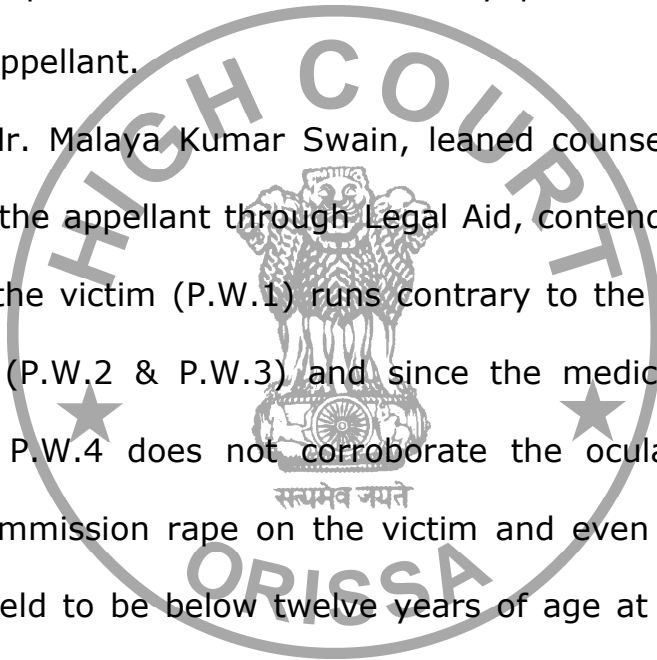 appellant.
Mr. Malaya Kumar Swain, leaned counse
the appellant through Legal Aid, contend
the victim (P.W.1) runs contrary to the
(P.W.2 & P.W.3) and since the medic
P.W.4 does not corroborate the ocula
mmission rape on the victim and even
eld to be below twelve years of age at
HIGH COURT
सत्यमेव जयते
ORISSA